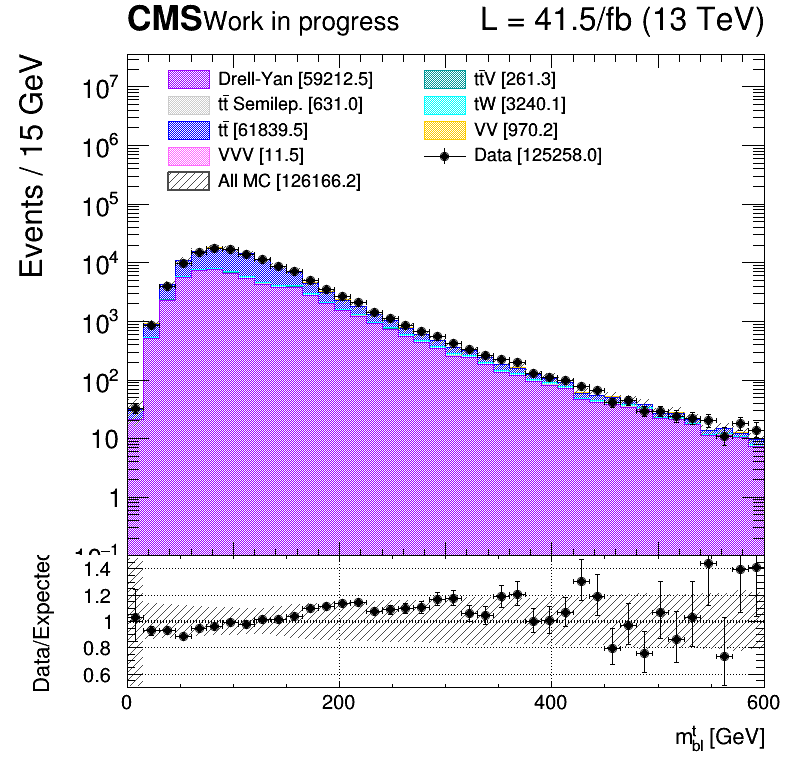 CMS Work in progress L = 41.5/fb (13 TeV)
Events / 15 GeV
Drell-Yan [59212.5]
tt̄ Semilep. [631.0]
tt̄ [61839.5]
VVV [11.5]
All MC [126166.2]
tt̄V [261.3]
tW [3240.1]
VV [970.2]
Data [125258.0]
10⁷
10⁶
10⁵
10⁴
10³
10²
10
1
10⁻¹
Data/Expected
1.4
1.2
1
0.8
0.6
0 200 400 600
m^t_bl [GeV]